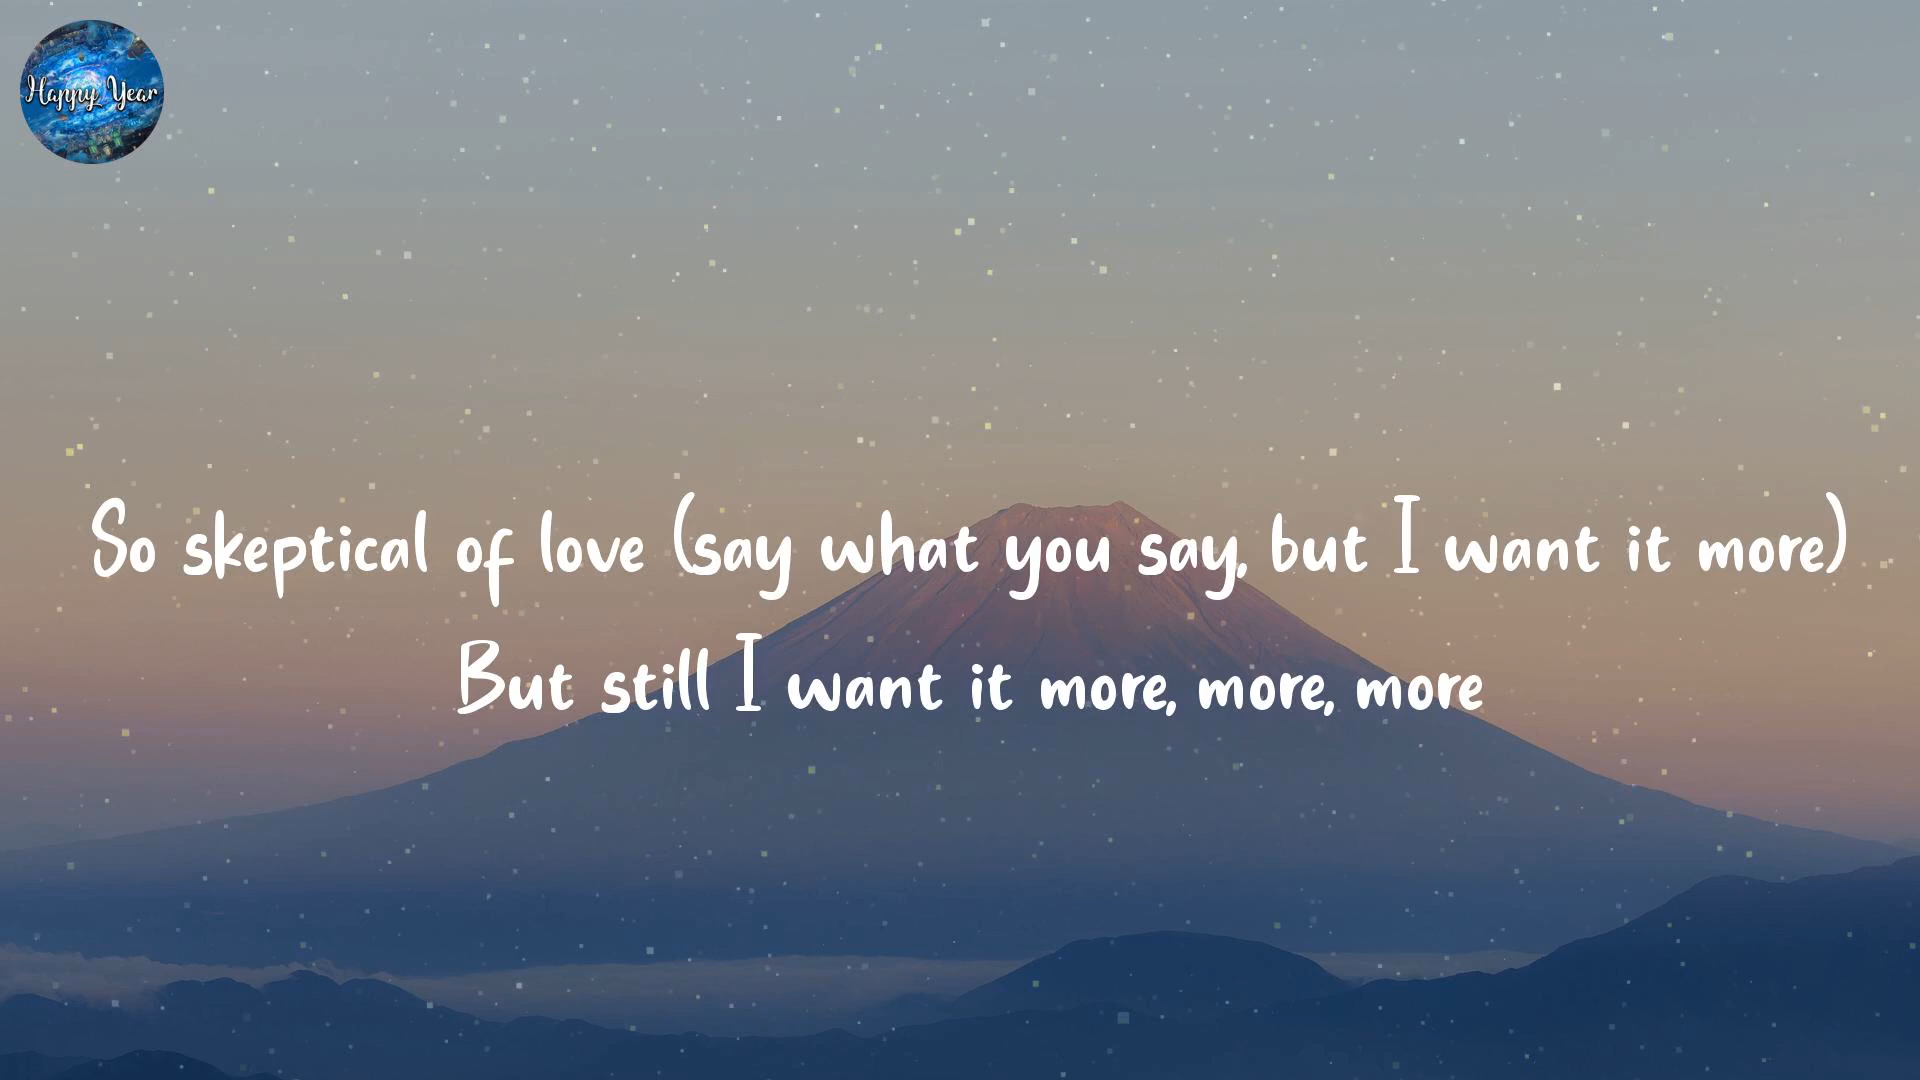 Happy Year
So skeptical of love (say what you say, but I want it more)
But still I want it more, more, more